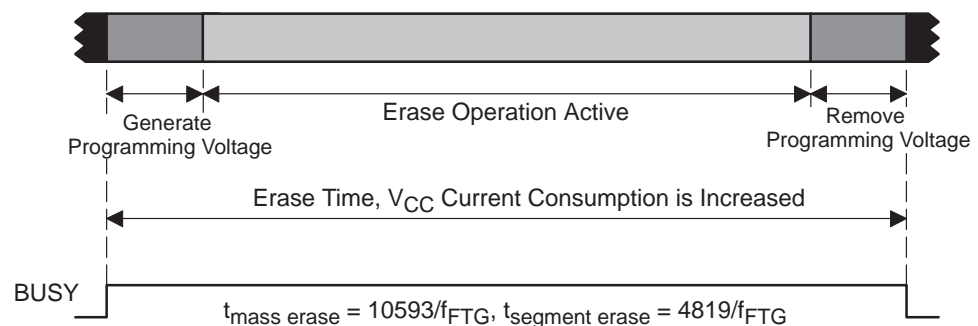 Generate
Programming Voltage
Erase Operation Active
Remove
Programming Voltage
Erase Time, VCC Current Consumption is Increased
BUSY
tmass erase = 10593/fFTG, tsegment erase = 4819/fFTG